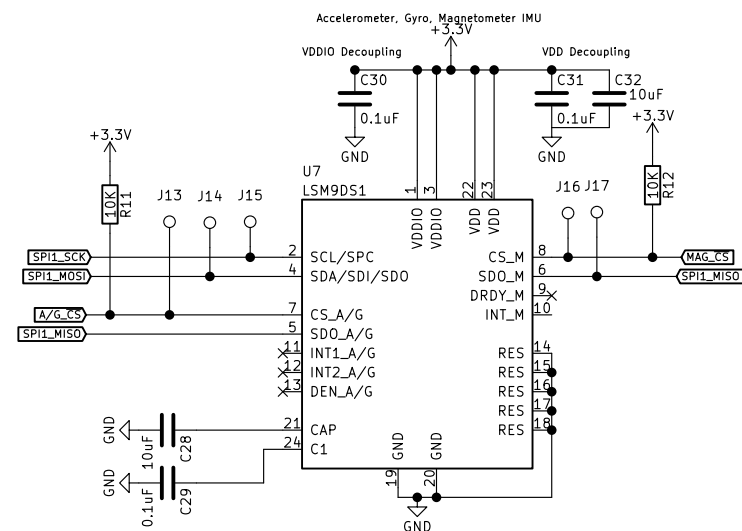 Accelerometer, Gyro, Magnetometer IMU
+3.3V
VDDIO Decoupling
VDD Decoupling
C30
0.1uF
GND
C31
0.1uF
GND
C32
10uF
+3.3V
+3.3V
R11
10K
J13
J14
J15
U7
LSM9DS1
J16
J17
10K
R12
1
VDDIO
3
VDDIO
22
VDD
23
VDD
SPI1_SCK
2
SCL/SPC
SPI1_MOSI
4
SDA/SDI/SDO
A/G_CS
7
CS_A/G
SPI1_MISO
5
SDO_A/G
11
INT1_A/G
12
INT2_A/G
13
DEN_A/G
CS_M
8
MAG_CS
SDO_M
6
SPI1_MISO
DRDY_M
9
INT_M
10
RES
14
RES
15
RES
16
RES
17
RES
18
GND
10uF
C28
21
CAP
GND
0.1uF
C29
24
C1
GND
19
GND
20
GND